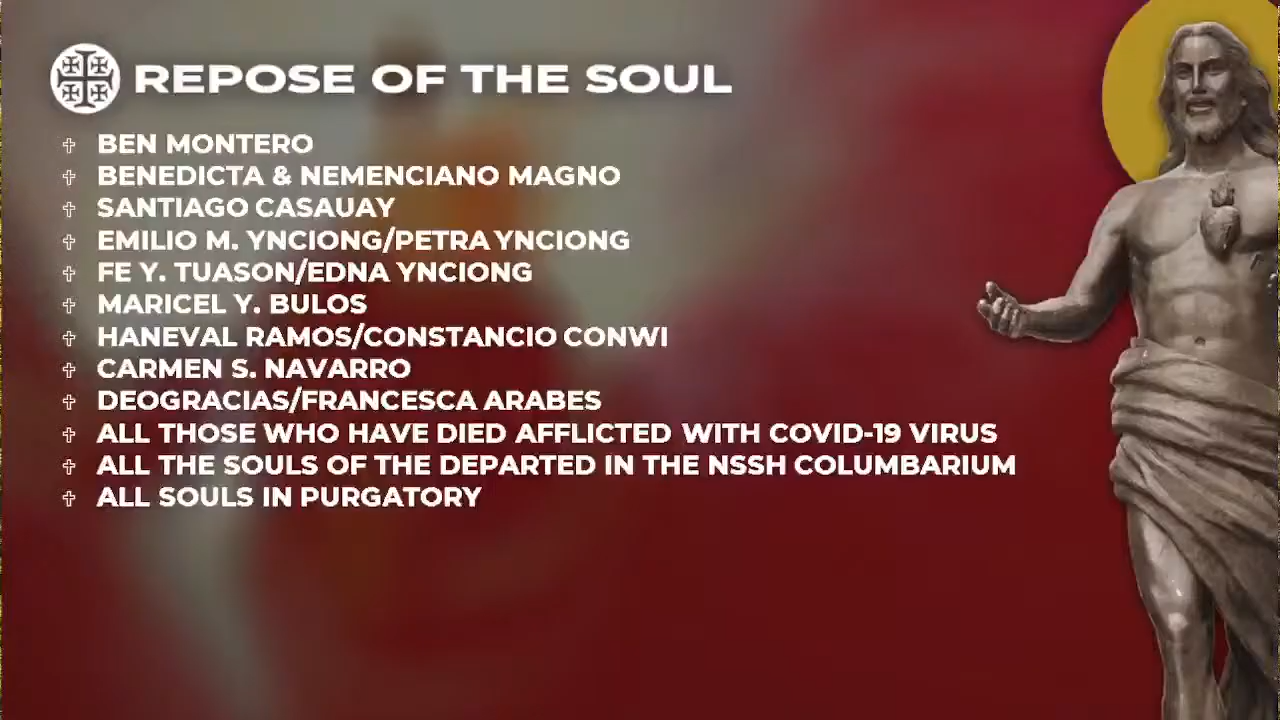 REPOSE OF THE SOUL
BEN MONTERO
BENEDICTA & NEMENCIANO MAGNO
SANTIAGO CASAUAY
EMILIO M. YNCIONG/PETRA YNCIONG
FE Y. TUASON/EDNA YNCIONG
MARICEL Y. BULOS
HANEVAL RAMOS/CONSTANCIO CONWI
CARMEN S. NAVARRO
DEOGRACIAS/FRANCESCA ARABES
ALL THOSE WHO HAVE DIED AFFLICTED WITH COVID-19 VIRUS
ALL THE SOULS OF THE DEPARTED IN THE NSSH COLUMBARIUM
ALL SOULS IN PURGATORY